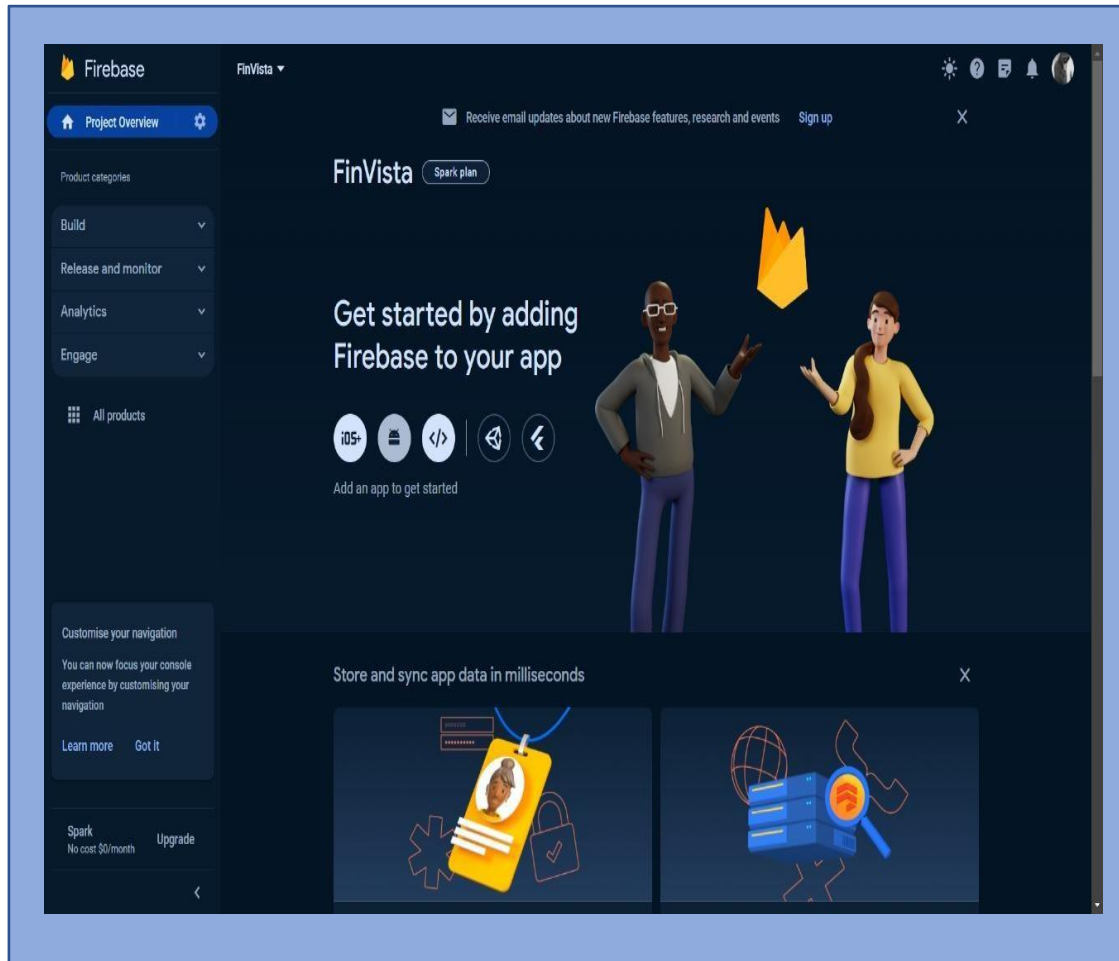 Firebase
FinVista
Receive email updates about new Firebase features, research and events Sign up
Project Overview
Product categories
Build
Release and monitor
Analytics
Engage
All products
FinVista Spark plan
Get started by adding
Firebase to your app
iOS+
</>
Add an app to get started
Customise your navigation
You can now focus your console
experience by customising your
navigation
Learn more Got it
Spark
No cost $0/month
Upgrade
Store and sync app data in milliseconds